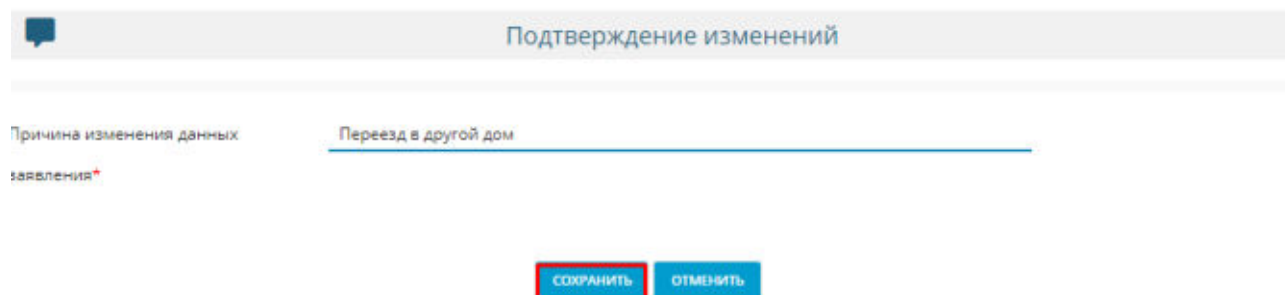 Подтверждение изменений
Причина изменения данных
Переезд в другой дом
заявления*
СОХРАНИТЬ
ОТМЕНИТЬ